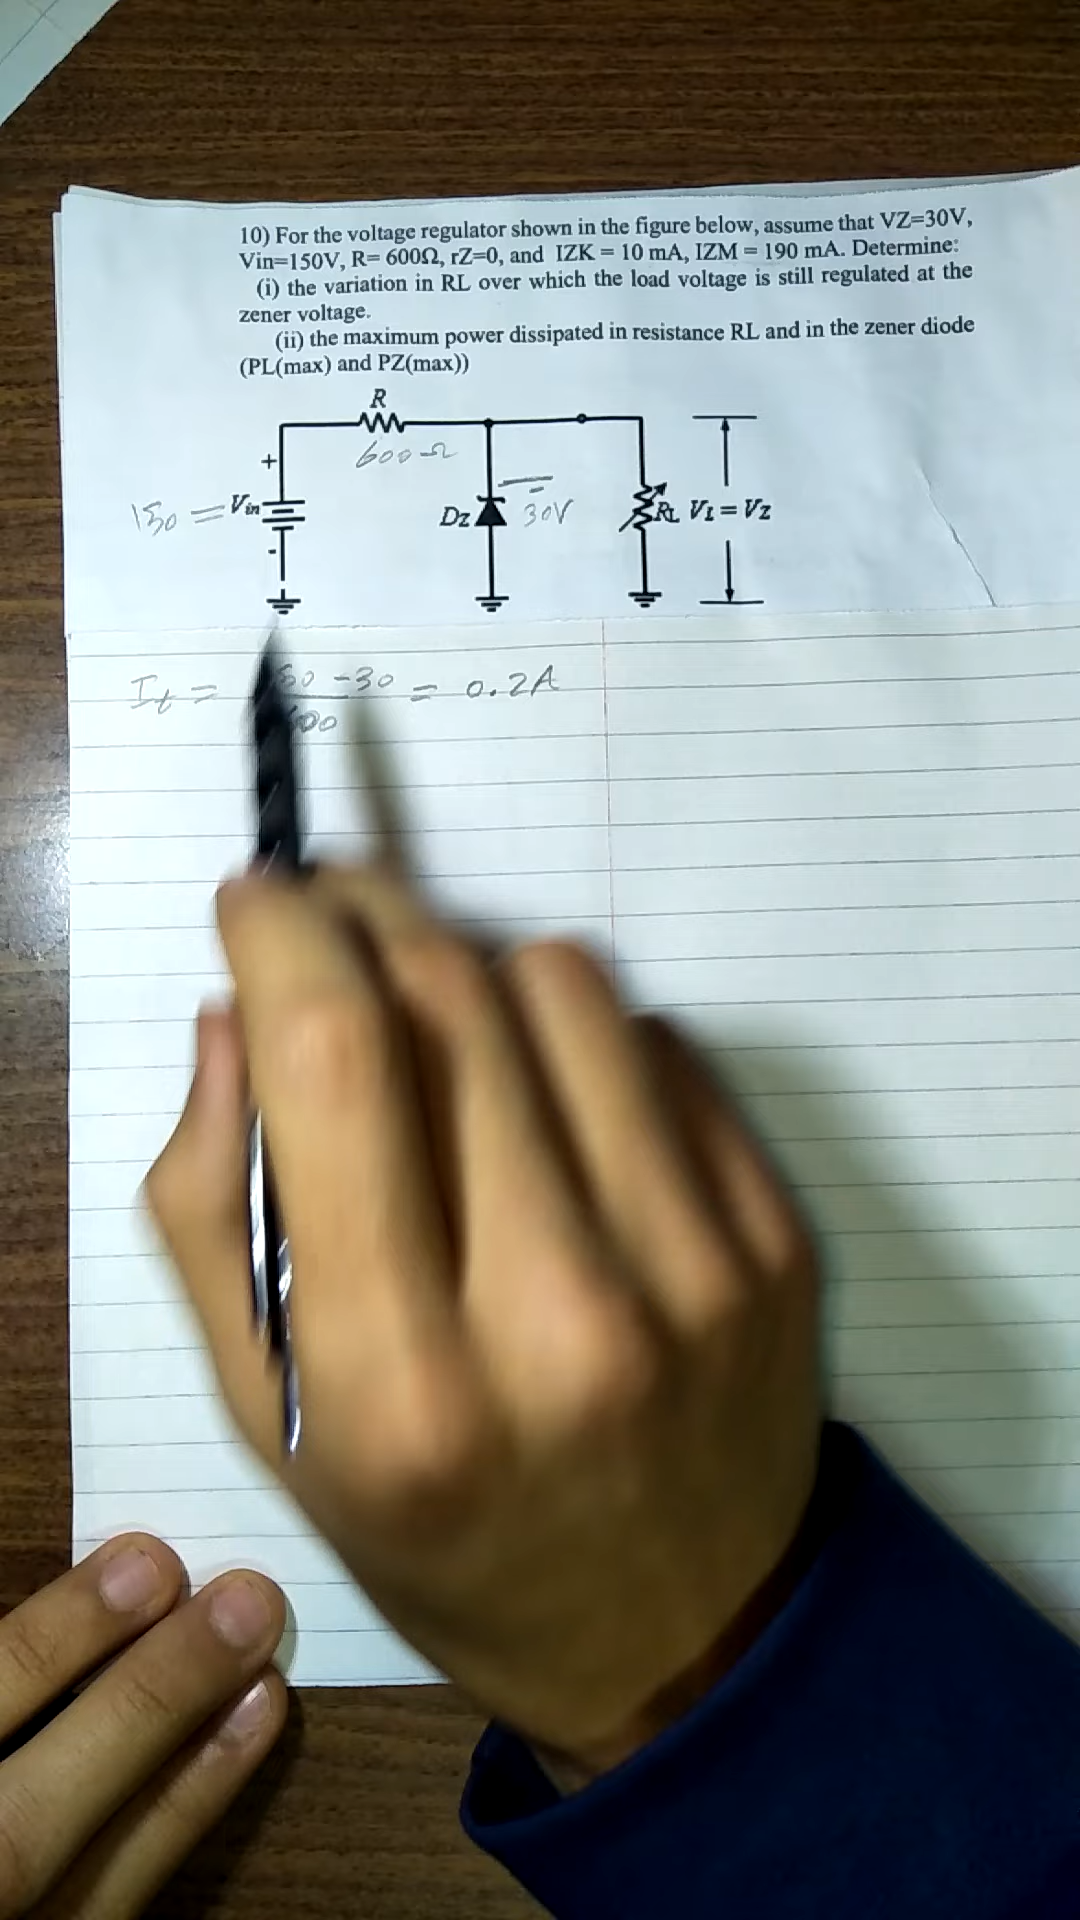 10) For the voltage regulator shown in the figure below, assume that VZ=30V,
Vin=150V, R= 600Ω, rZ=0, and IZK = 10 mA, IZM = 190 mA. Determine:
(i) the variation in RL over which the load voltage is still regulated at the
zener voltage.
(ii) the maximum power dissipated in resistance RL and in the zener diode
(PL(max) and PZ(max))
R
600Ω
+
150 = Vin
-
DZ
30V
RL
VL = VZ
It = 50 - 30 = 0.2A
00